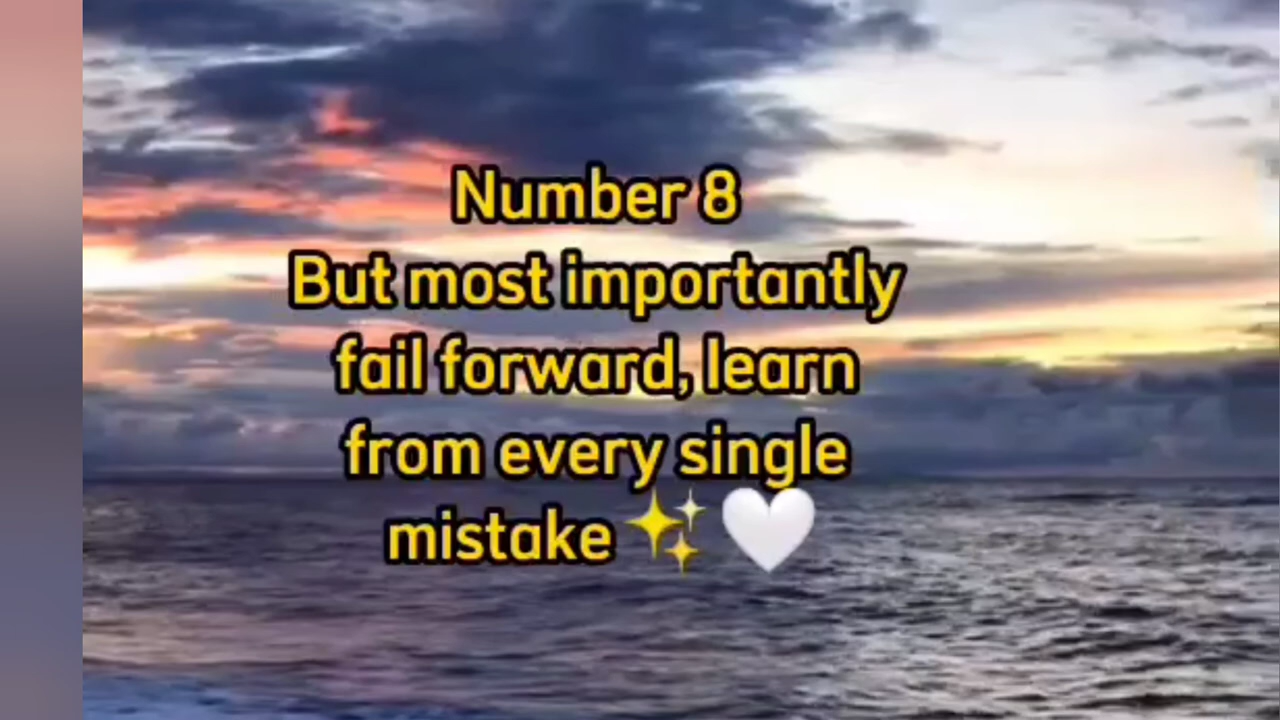 Number 8
But most importantly
fail forward, learn
from every single
mistake ✨ 🤍